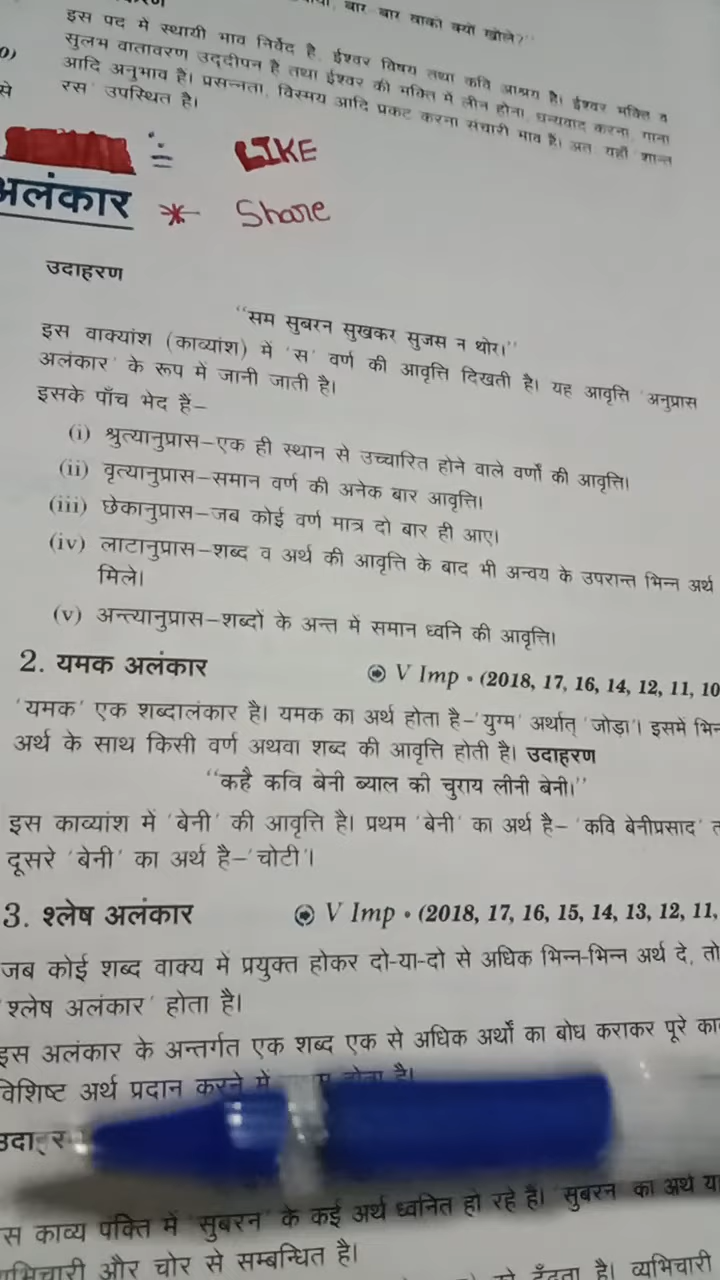 बार बार वाको क्यों खोले?"
इस पद में स्थायी भाव निर्वेद है, ईश्वर विषय तथा कवि आश्रय है। ईश्वर भक्ति व
सुलभ वातावरण उद्दीपन है तथा ईश्वर की भक्ति में लीन होना, धन्यवाद करना, गाना
आदि अनुभाव है। प्रसन्नता, विस्मय आदि प्रकट करना संचारी भाव है। अत यहाँ शान्त
रस उपस्थित है।
0)
से
LIKE
अलंकार * Share
उदाहरण
"सम सुबरन सुखकर सुजस न थोर।"
इस वाक्यांश (काव्यांश) में 'स' वर्ण की आवृत्ति दिखती है। यह आवृत्ति 'अनुप्रास
अलंकार' के रूप में जानी जाती है।
इसके पाँच भेद हैं–
(i) श्रुत्यानुप्रास–एक ही स्थान से उच्चारित होने वाले वर्णों की आवृत्ति।
(ii) वृत्यानुप्रास–समान वर्ण की अनेक बार आवृत्ति।
(iii) छेकानुप्रास–जब कोई वर्ण मात्र दो बार ही आए।
(iv) लाटानुप्रास–शब्द व अर्थ की आवृत्ति के बाद भी अन्वय के उपरान्त भिन्न अर्थ
मिले।
(v) अन्त्यानुप्रास–शब्दों के अन्त में समान ध्वनि की आवृत्ति।
2. यमक अलंकार V Imp • (2018, 17, 16, 14, 12, 11, 10
'यमक' एक शब्दालंकार है। यमक का अर्थ होता है–'युग्म' अर्थात् 'जोड़ा'। इसमें भिन्
अर्थ के साथ किसी वर्ण अथवा शब्द की आवृत्ति होती है। उदाहरण
"कहै कवि बेनी ब्याल की चुराय लीनी बेनी।"
इस काव्यांश में 'बेनी' की आवृत्ति है। प्रथम 'बेनी' का अर्थ है– 'कवि बेनीप्रसाद' त
दूसरे 'बेनी' का अर्थ है–'चोटी'।
3. श्लेष अलंकार V Imp • (2018, 17, 16, 15, 14, 13, 12, 11,
जब कोई शब्द वाक्य में प्रयुक्त होकर दो-या-दो से अधिक भिन्न-भिन्न अर्थ दे, तो
'श्लेष अलंकार' होता है।
इस अलंकार के अन्तर्गत एक शब्द एक से अधिक अर्थों का बोध कराकर पूरे का
विशिष्ट अर्थ प्रदान करने में होता है।
उदाहर
स काव्य पंक्ति में 'सुबरन' के कई अर्थ ध्वनित हो रहे हैं। 'सुबरन' का अर्थ य
भिचारी और चोर से सम्बन्धित है।
ढूँढता है। व्यभिचारी